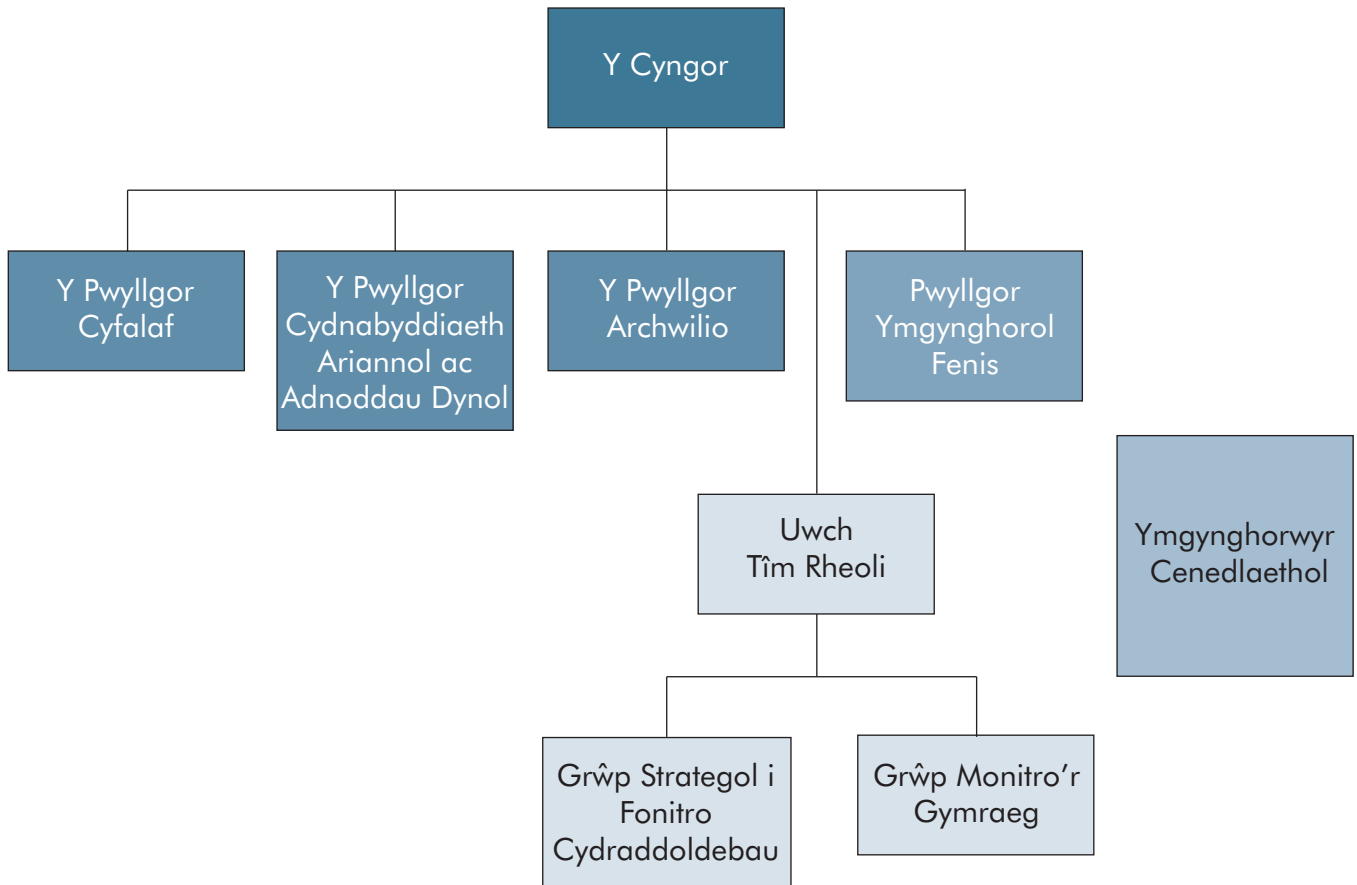 Y Cyngor
Y Pwyllgor
Cyfalaf
Y Pwyllgor
Cydnabyddiaeth
Ariannol ac
Adnoddau Dynol
Y Pwyllgor
Archwilio
Pwyllgor
Ymgynghorol
Fenis
Uwch
Tîm Rheoli
Ymgynghorwyr
Cenedlaethol
Grŵp Strategol i
Fonitro
Cydraddoldebau
Grŵp Monitro’r
Gymraeg